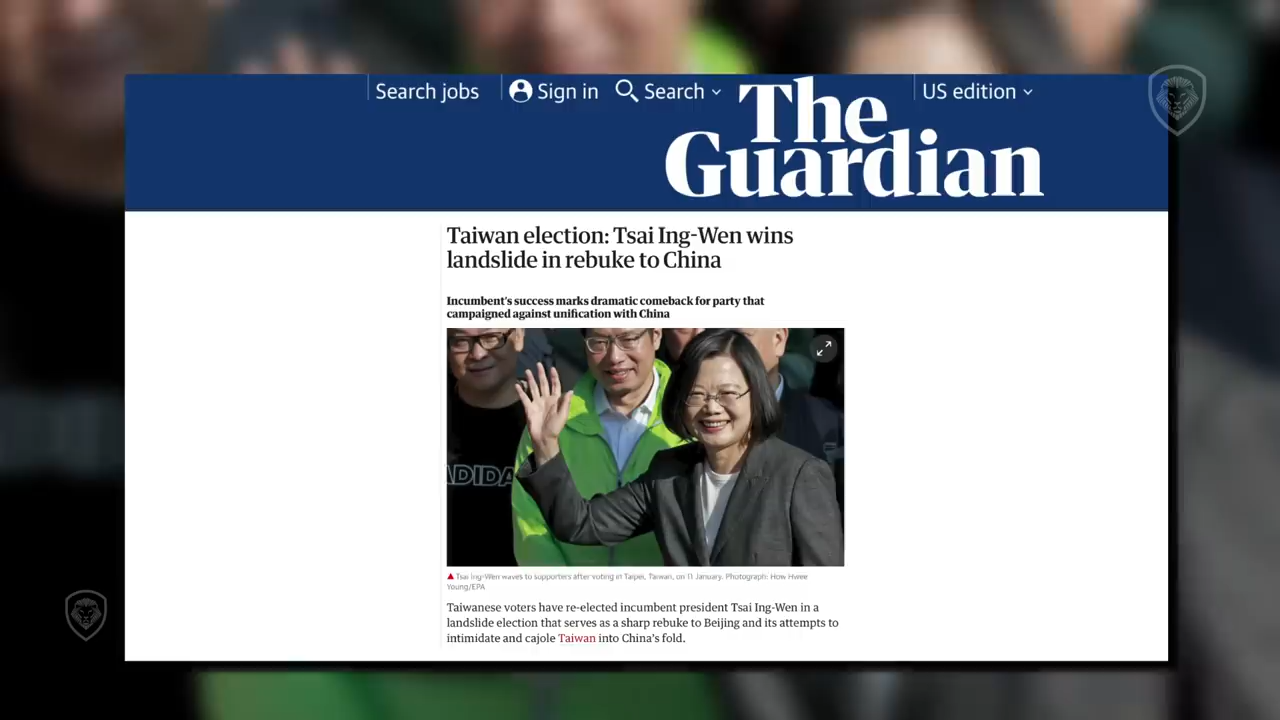 Search jobs
Sign in
Search
US edition
The
Guardian
Taiwan election: Tsai Ing-Wen wins
landslide in rebuke to China
Incumbent's success marks dramatic comeback for party that
campaigned against unification with China
ADIDA
Tsai Ing-Wen waves to supporters after voting in Taipei, Taiwan, on 11 January. Photograph: How Hwee
Young/EPA
Taiwanese voters have re-elected incumbent president Tsai Ing-Wen in a
landslide election that serves as a sharp rebuke to Beijing and its attempts to
intimidate and cajole Taiwan into China's fold.